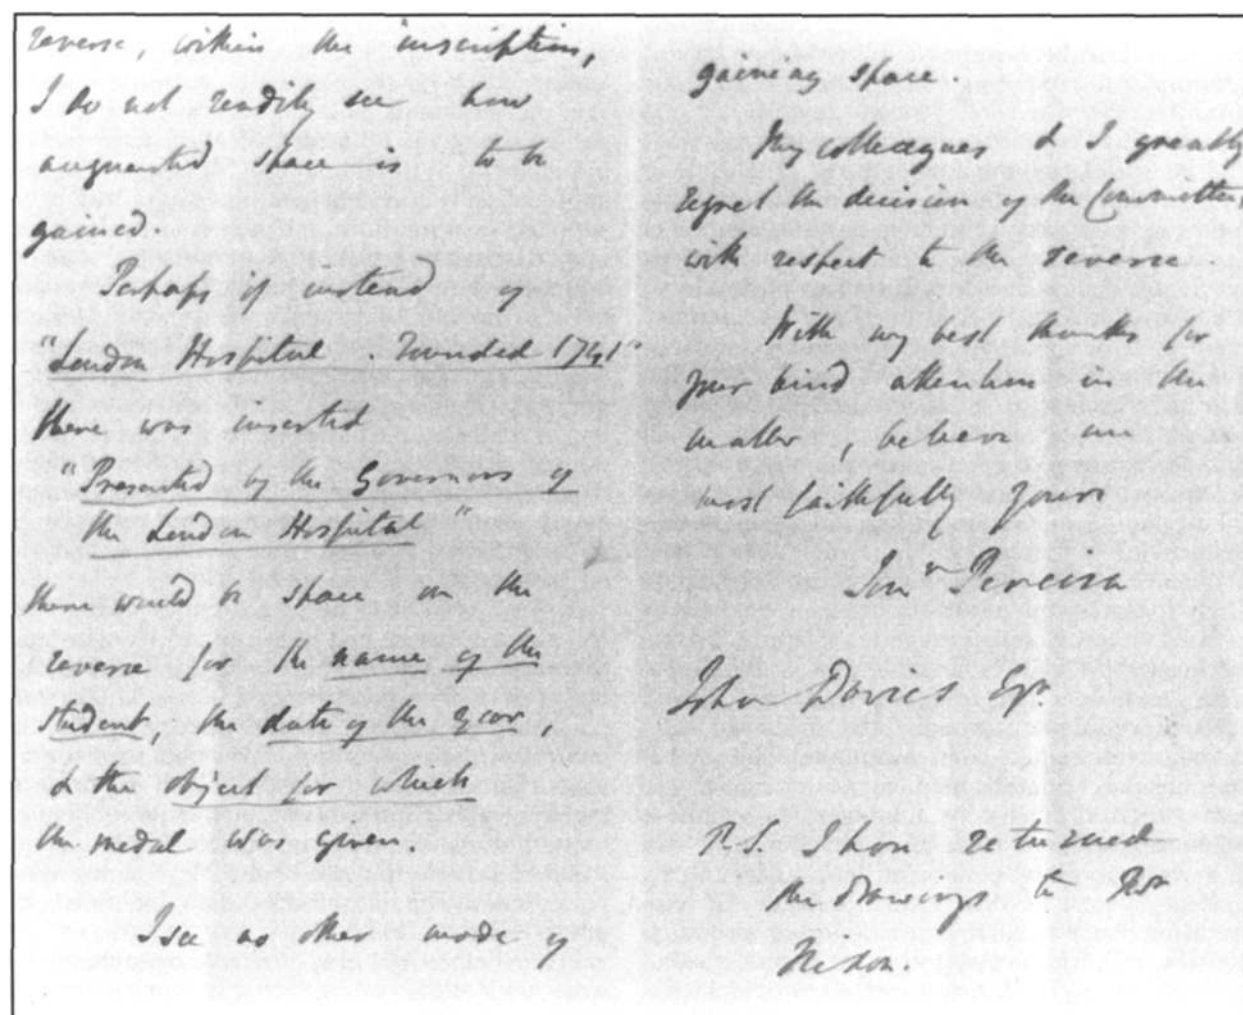 reverse, within the inscription,
I do not readily see how
augmented space is to be
gained.
Perhaps if instead of
"London Hospital. Founded 1741"
there was inserted
"Presented by the Governors of
the London Hospital"
there would be space on the
reverse for the name of the
student, the date of the year,
& the object for which
the medal was given.
I see no other mode of
gaining space.
My colleagues & I greatly
regret the decision of the Committee,
with respect to the reverse
With my best thanks for
your kind attention in the
matter, believe me
most faithfully yours
Jonn Pereira
John Davies Esqr.
P.S. I have returned
the drawings to Mr
Nixon.